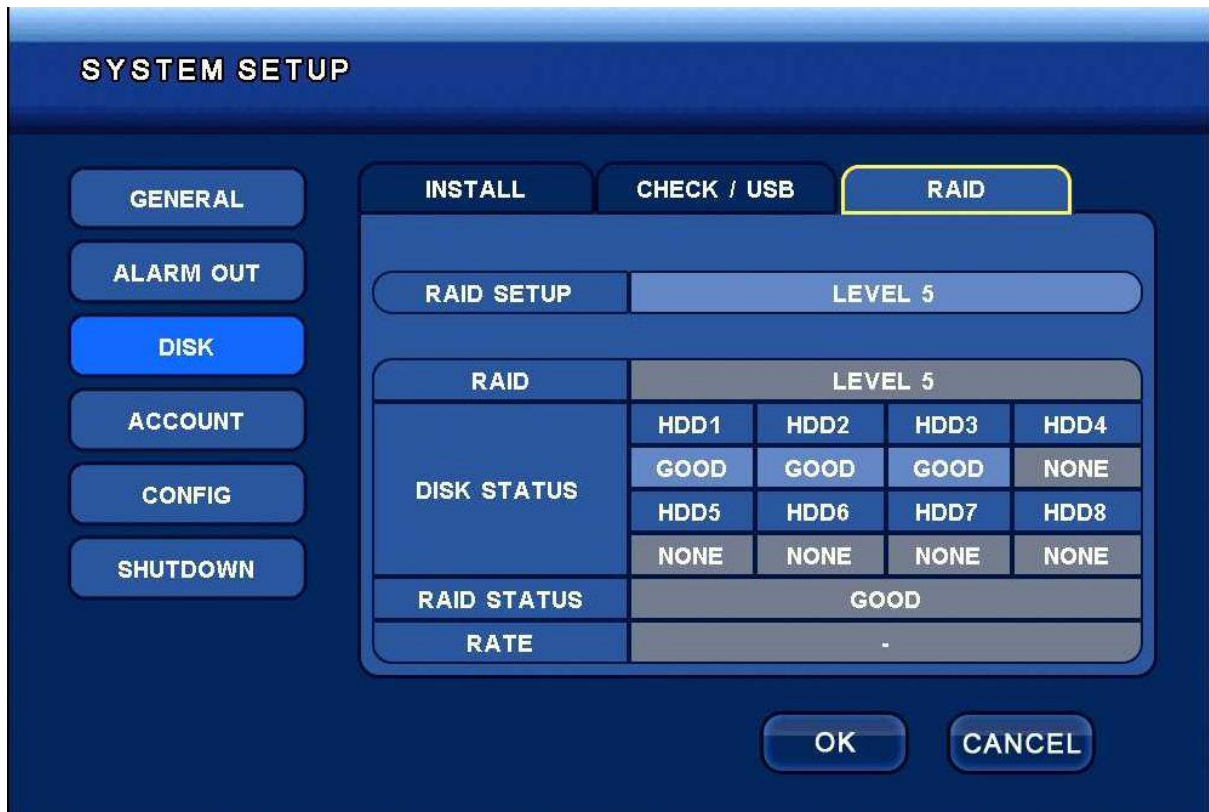 SYSTEM SETUP
GENERAL
ALARM OUT
DISK
ACCOUNT
CONFIG
SHUTDOWN
INSTALL CHECK / USB RAID
RAID SETUP LEVEL 5
RAID LEVEL 5
DISK STATUS
HDD1 HDD2 HDD3 HDD4
GOOD GOOD GOOD NONE
HDD5 HDD6 HDD7 HDD8
NONE NONE NONE NONE
RAID STATUS GOOD
RATE -
OK CANCEL